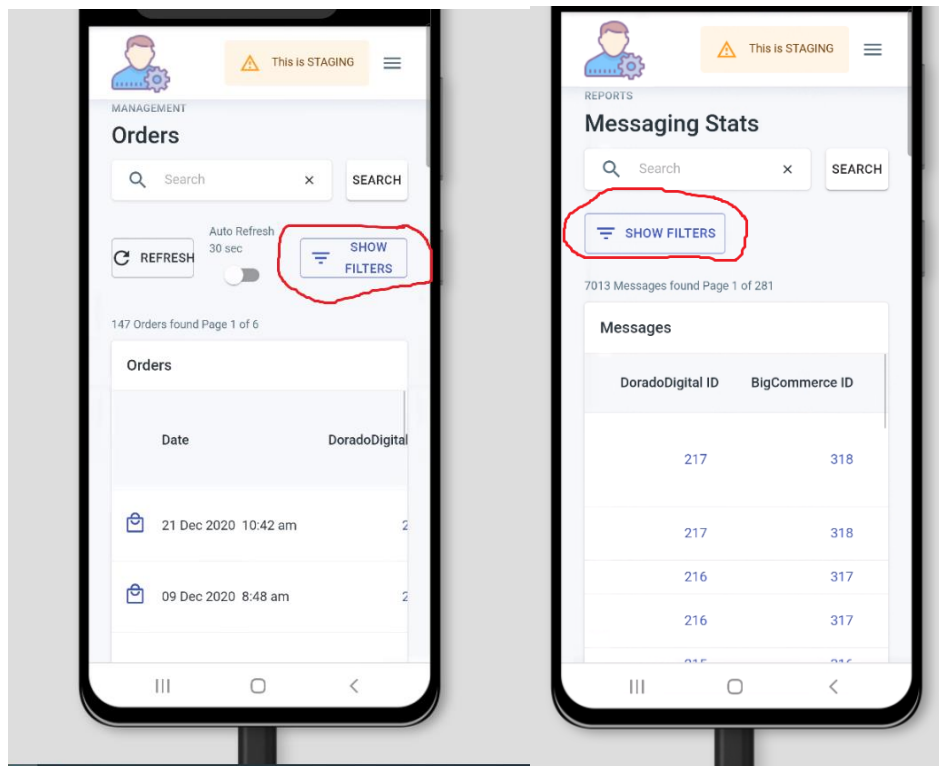 This is STAGING
MANAGEMENT
Orders
Search
SEARCH
REFRESH
Auto Refresh
30 sec
SHOW
FILTERS
147 Orders found Page 1 of 6
Orders
Date DoradoDigital
21 Dec 2020 10:42 am 2
09 Dec 2020 8:48 am 2
This is STAGING
REPORTS
Messaging Stats
Search
SEARCH
SHOW FILTERS
7013 Messages found Page 1 of 281
Messages
DoradoDigital ID BigCommerce ID
217 318
217 318
216 317
216 317